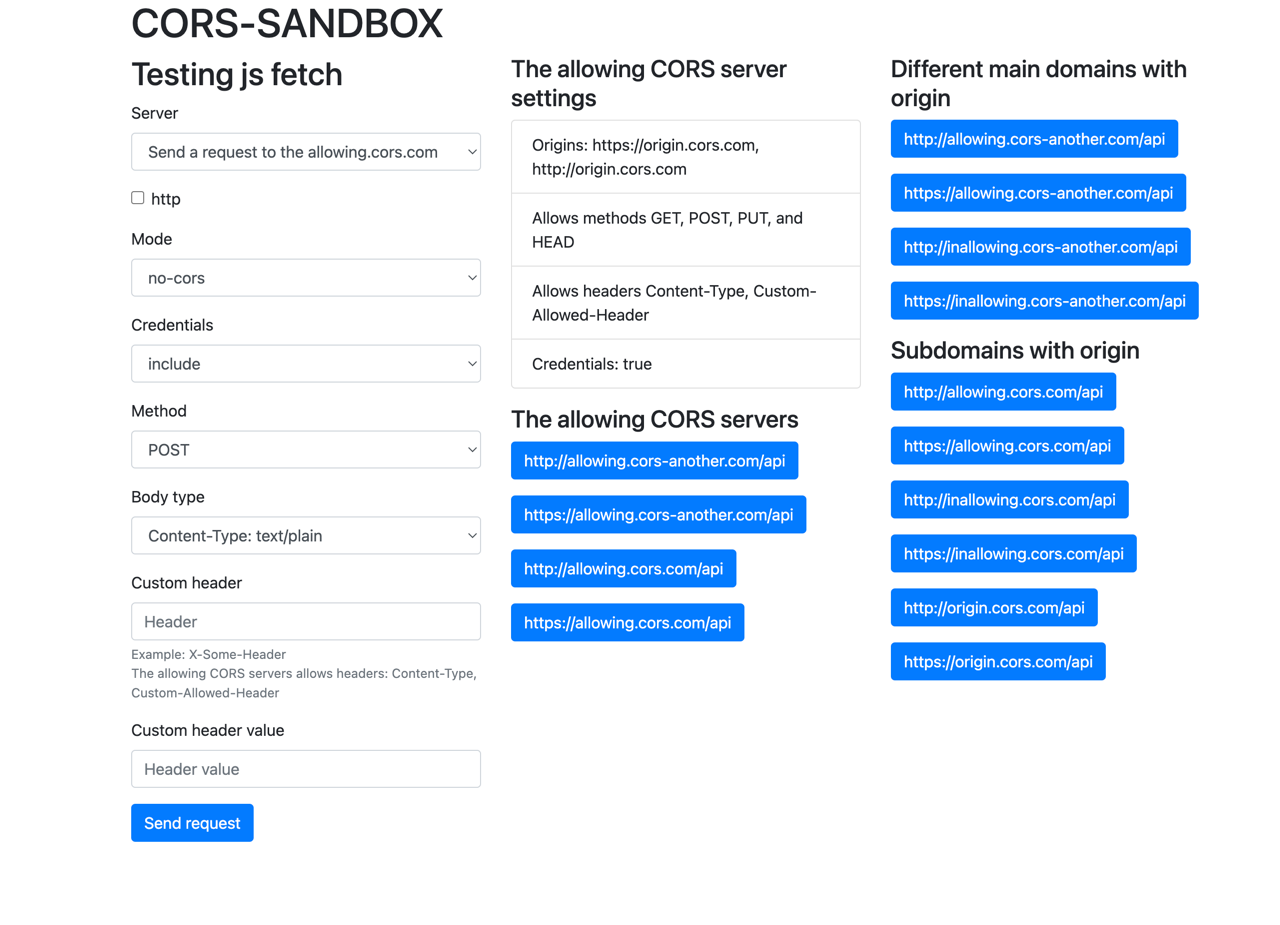 CORS-SANDBOX
Testing js fetch
Server
Send a request to the allowing.cors.com
http
Mode
no-cors
Credentials
include
Method
POST
Body type
Content-Type: text/plain
Custom header
Header
Example: X-Some-Header
The allowing CORS servers allows headers: Content-Type,
Custom-Allowed-Header
Custom header value
Header value
Send request
The allowing CORS server
settings
Origins: https://origin.cors.com,
http://origin.cors.com
Allows methods GET, POST, PUT, and
HEAD
Allows headers Content-Type, Custom-
Allowed-Header
Credentials: true
The allowing CORS servers
http://allowing.cors-another.com/api
https://allowing.cors-another.com/api
http://allowing.cors.com/api
https://allowing.cors.com/api
Different main domains with
origin
http://allowing.cors-another.com/api
https://allowing.cors-another.com/api
http://inallowing.cors-another.com/api
https://inallowing.cors-another.com/api
Subdomains with origin
http://allowing.cors.com/api
https://allowing.cors.com/api
http://inallowing.cors.com/api
https://inallowing.cors.com/api
http://origin.cors.com/api
https://origin.cors.com/api